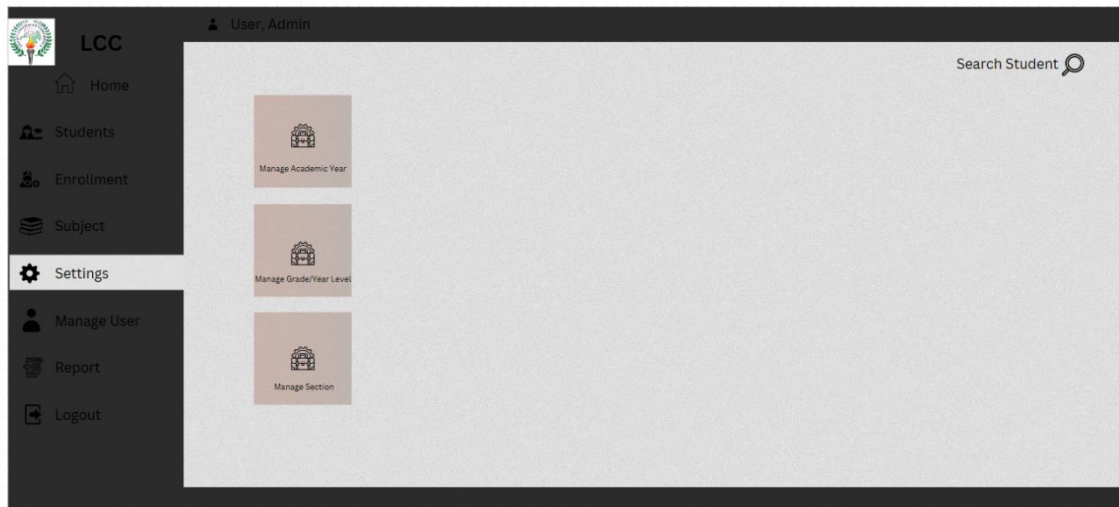 LCC
User, Admin
Search Student
Home
Students
Enrollment
Subject
Settings
Manage User
Report
Logout
Manage Academic Year
Manage Grade/Year Level
Manage Section